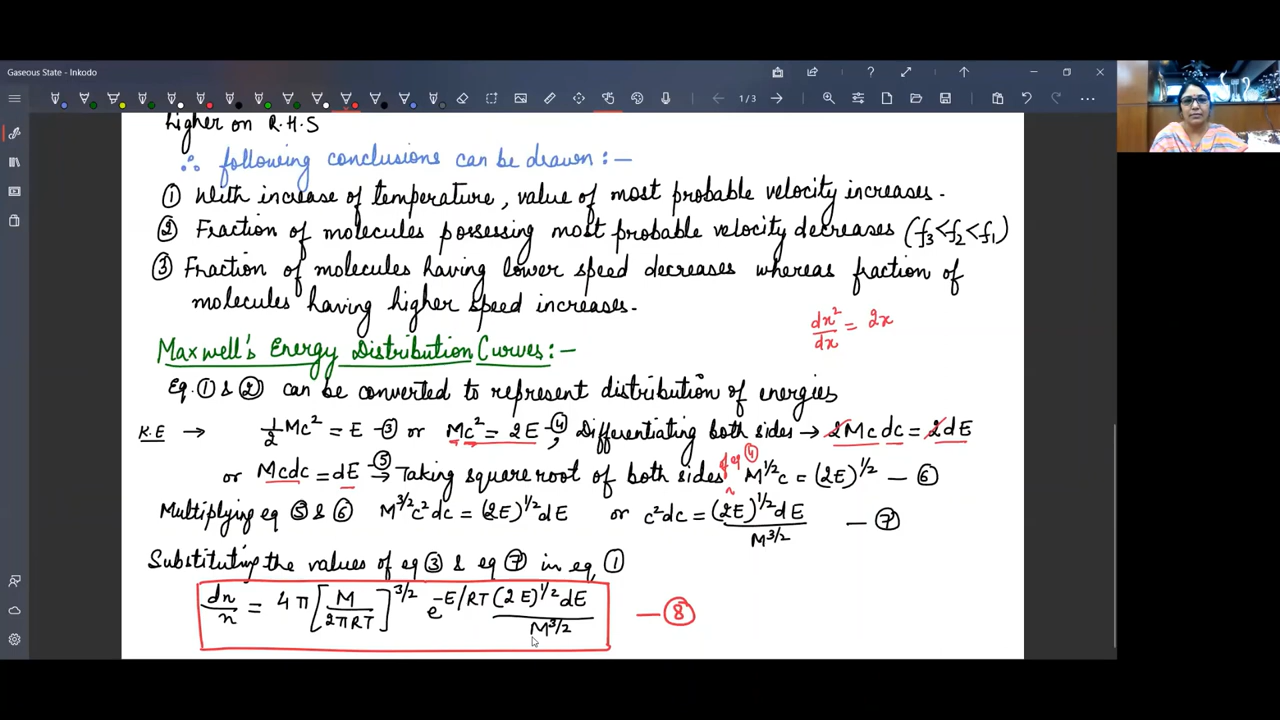 Gaseous State - Inkodo
1/3
higher on R.H.S
∴ following conclusions can be drawn :-
① With increase of temperature, value of most probable velocity increases.
② Fraction of molecules possessing most probable velocity decreases (f₃<f₂<f₁)
③ Fraction of molecules having lower speed decreases whereas fraction of
molecules having higher speed increases.
dx²/dx = 2x
Maxwell's Energy Distribution Curves:-
Eq. ① & ② can be converted to represent distribution of energies
K.E → 1/2 Mc² = E -③ or Mc² = 2E -④, Differentiating both sides → 2Mc dc = 2dE
or Mcdc = dE -⑤ → Taking square root of both sides of eq ④ M^1/2 c = (2E)^1/2 - ⑥
Multiplying eq ⑤ & ⑥ M^3/2 c² dc = (2E)^1/2 dE or c² dc = (2E)^1/2 dE / M^3/2 - ⑦
Substituting the values of eq ③ & eq ⑦ in eq, ①
dn/n = 4π [M/2πRT]^3/2 e^-E/RT (2E)^1/2 dE / M^3/2 - ⑧